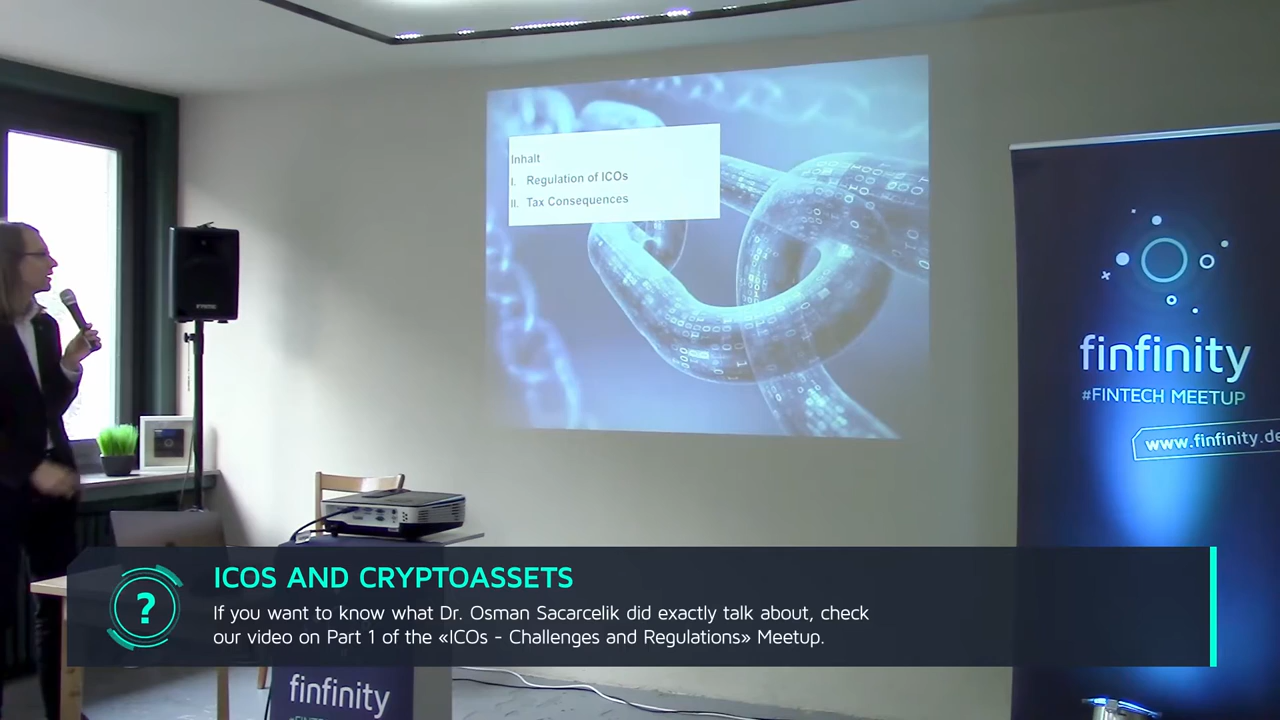 Inhalt
I. Regulation of ICOs
II. Tax Consequences
finfinity
#FINTECH MEETUP
www.finfinity.de
?
ICOS AND CRYPTOASSETS
If you want to know what Dr. Osman Sacarcelik did exactly talk about, check
our video on Part 1 of the «ICOs - Challenges and Regulations» Meetup.
finfinity